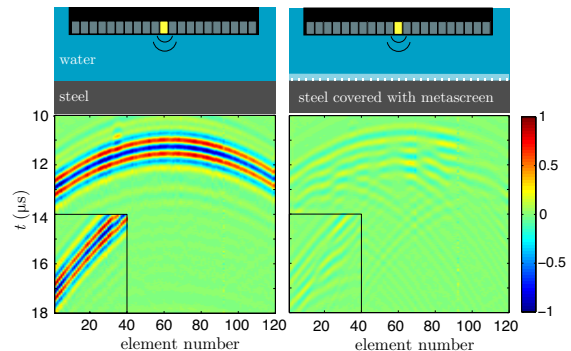 water
steel
steel covered with metascreen
10
12
14
16
18
t (μs)
20 40 60 80 100 120
element number
20 40 60 80 100 120
element number
1
0.5
0
−0.5
−1